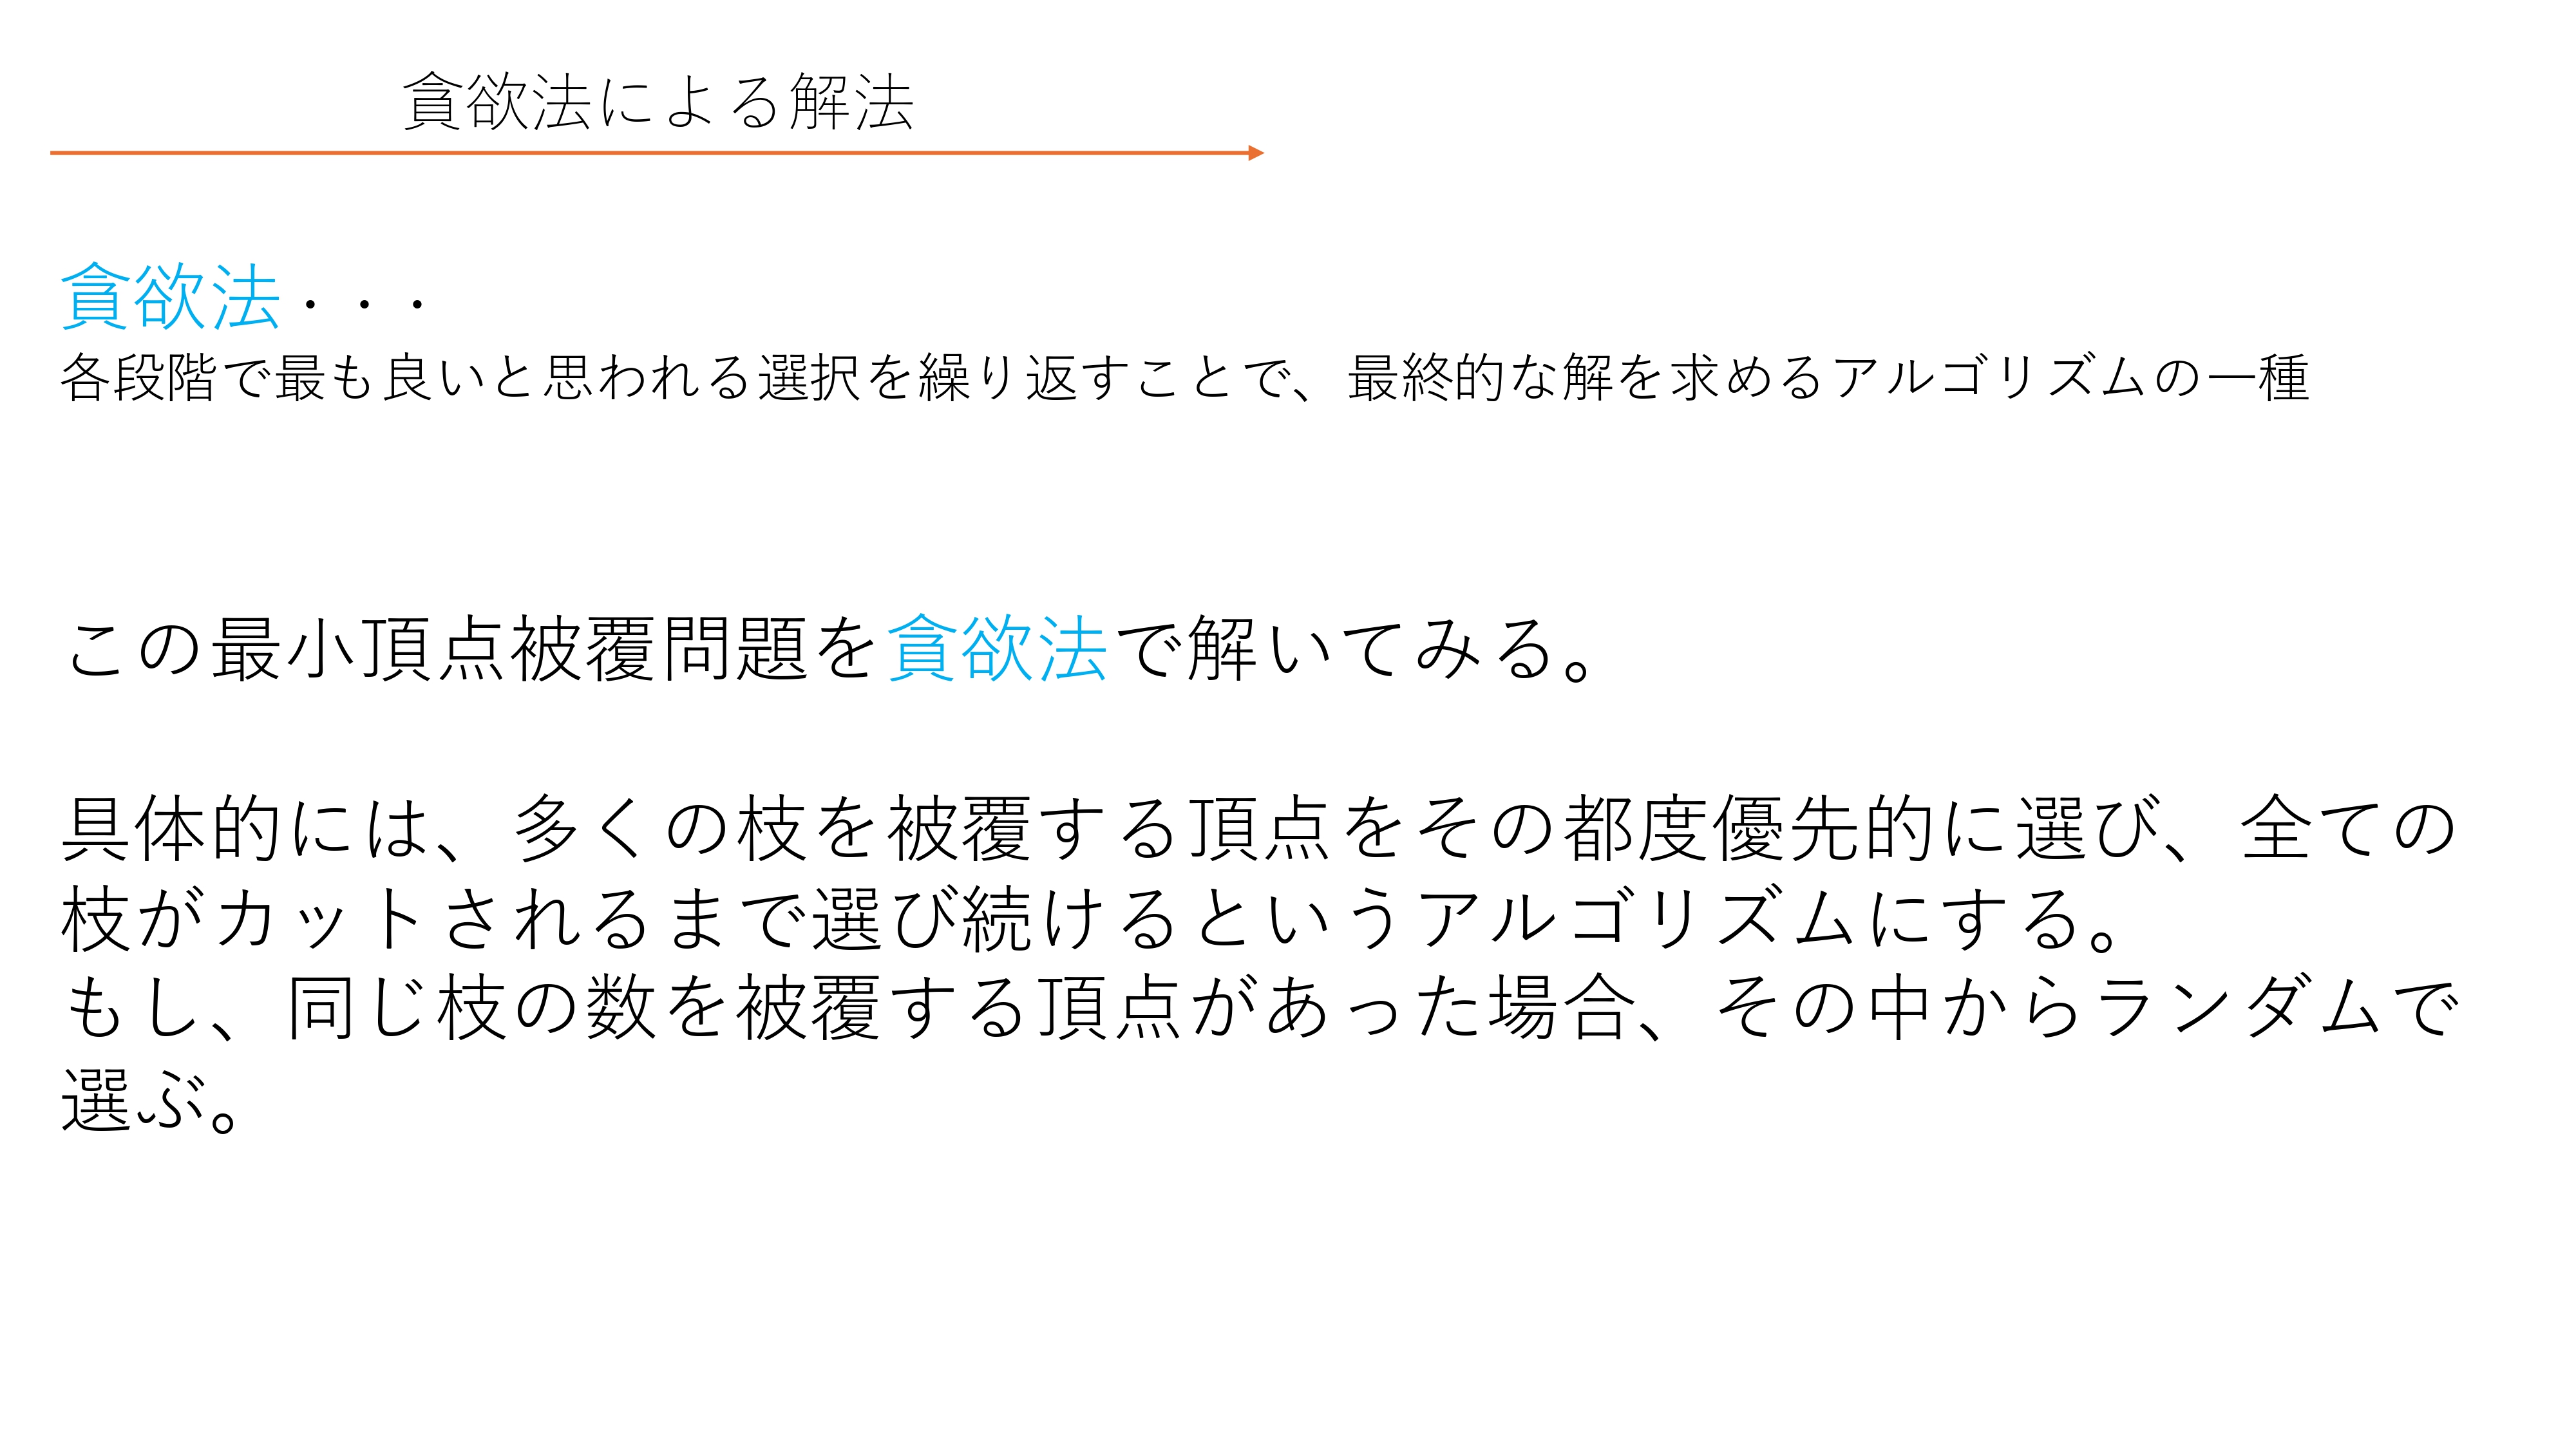 貪欲法による解法
貪欲法・・・
各段階で最も良いと思われる選択を繰り返すことで、最終的な解を求めるアルゴリズムの一種
この最小頂点被覆問題を貪欲法で解いてみる。
具体的には、多くの枝を被覆する頂点をその都度優先的に選び、全ての
枝がカットされるまで選び続けるというアルゴリズムにする。
もし、同じ枝の数を被覆する頂点があった場合、その中からランダムで
選ぶ。